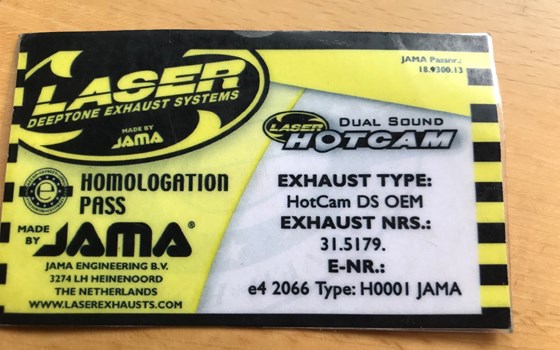 LASER
DEEPTONE EXHAUST SYSTEMS
MADE BY
JAMA
e
HOMOLOGATION
PASS
MADE
BY
JAMA®
JAMA ENGINEERING B.V.
3274 LH HEINENOORD
THE NETHERLANDS
WWW.LASEREXHAUSTS.COM
JAMA Passnr.:
18.9300.13
LASER
DUAL SOUND
HOTCAM
EXHAUST TYPE:
HotCam DS OEM
EXHAUST NRS.:
31.5179.
E-NR.:
e4 2066 Type: H0001 JAMA